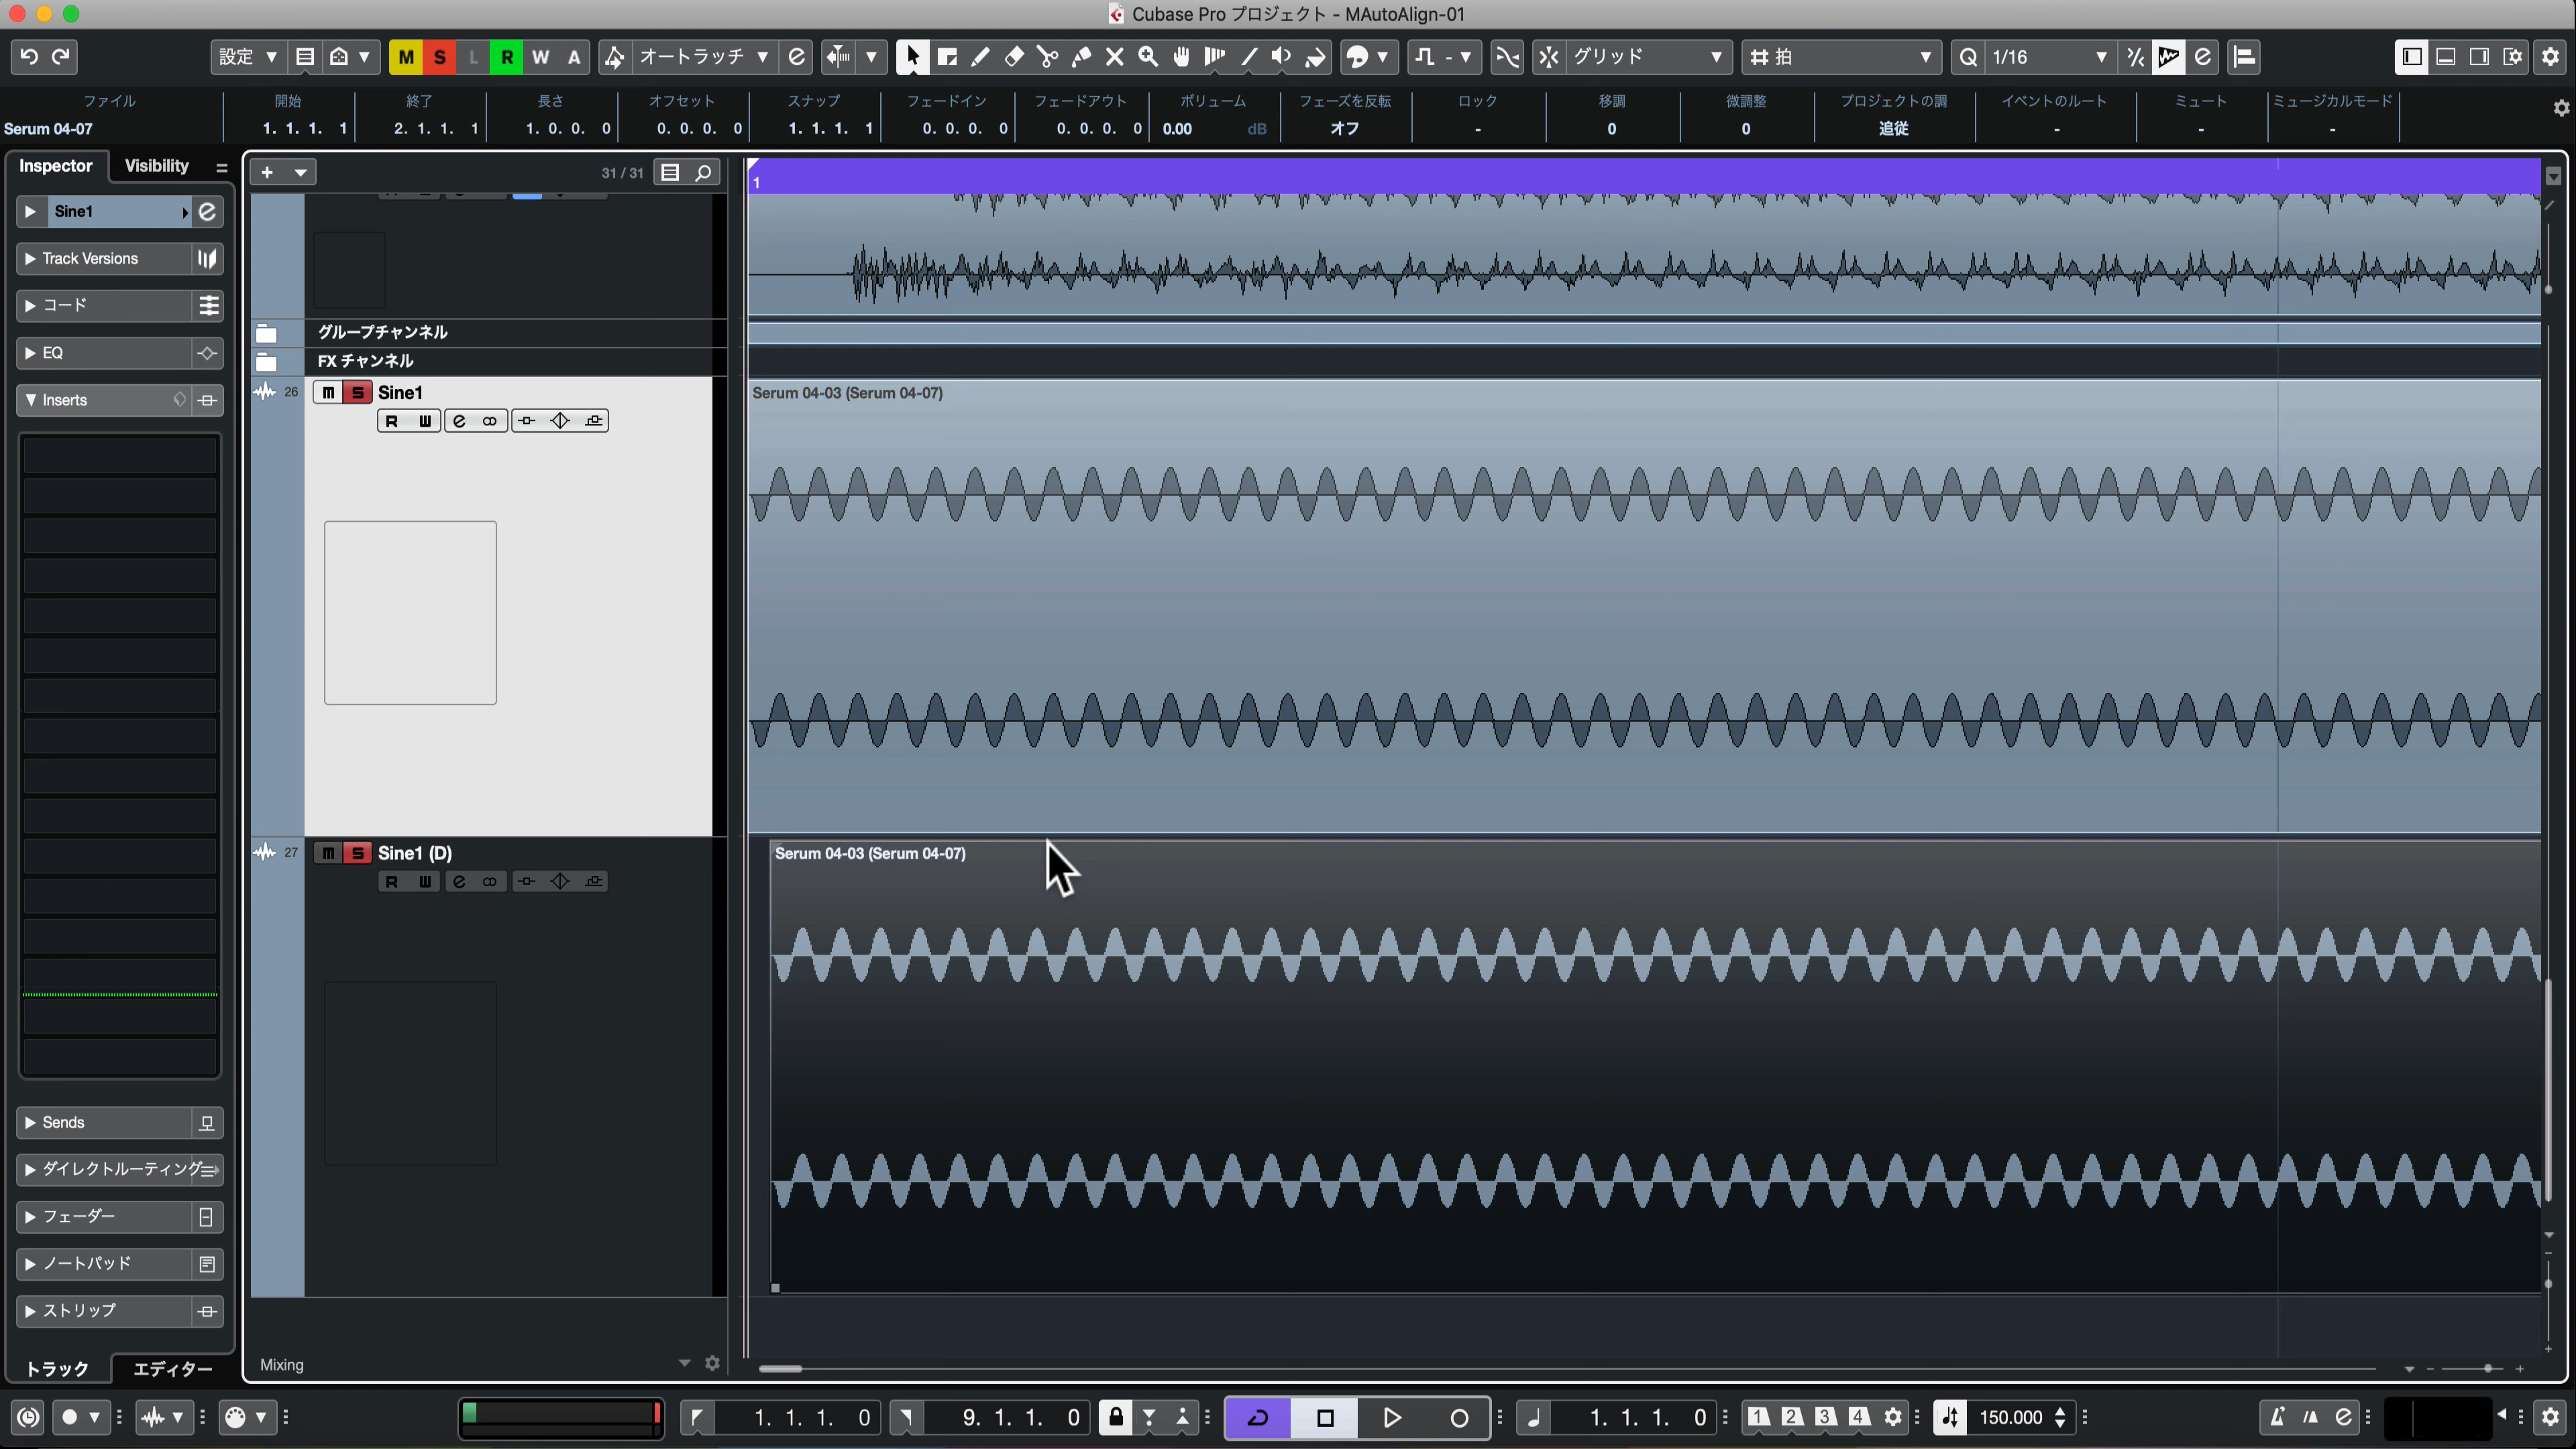 Cubase Pro プロジェクト - MAutoAlign-01
設定 M S L R W A オートラッチ グリッド 拍 Q 1/16
ファイル 開始 終了 長さ オフセット スナップ フェードイン フェードアウト ボリューム フェーズを反転 ロック 移調 微調整 プロジェクトの調 イベントのルート ミュート ミュージカルモード
Serum 04-07 1. 1. 1. 1 2. 1. 1. 1 1. 0. 0. 0 0. 0. 0. 0 1. 1. 1. 1 0. 0. 0. 0 0. 0. 0. 0 0.00 dB オフ - 0 0 追従 - - -
Inspector Visibility
31 / 31
1
Sine1
Track Versions
コード
EQ
Inserts
Sends
ダイレクトルーティング
フェーダー
ノートパッド
ストリップ
トラック エディター
グループチャンネル
FX チャンネル
26 m S Sine1
R W e
Serum 04-03 (Serum 04-07)
27 m S Sine1 (D)
R W e
Serum 04-03 (Serum 04-07)
Mixing
1. 1. 1. 0 9. 1. 1. 0 1. 1. 1. 0 1 2 3 4 150.000